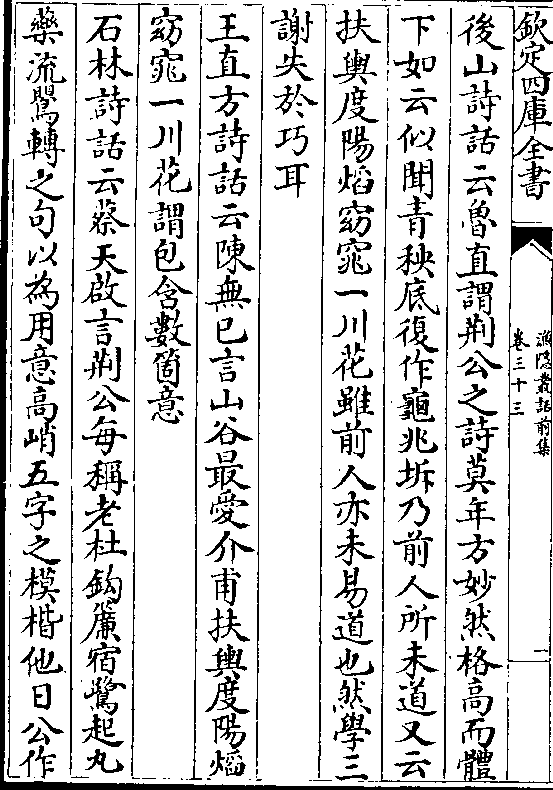 欽定四庫全書
漁隱叢話前集
卷三十三
一
後山詩話云魯直謂荆公之詩莫年方妙然格高而體
下如云似聞青秧底復作龜兆坼乃前人所未道又云
扶輿度陽焰窈窕一川花雖前人亦未易道也然學三
謝失於巧耳
王直方詩話云陳無已言山谷最愛介甫扶輿度陽熖
窈窕一川花謂包含數箇意
石林詩話云蔡天啟言荆公每稱老杜鈎簾宿鷺起丸
藥流鶯轉之句以為用意高峭五字之模楷他日公作